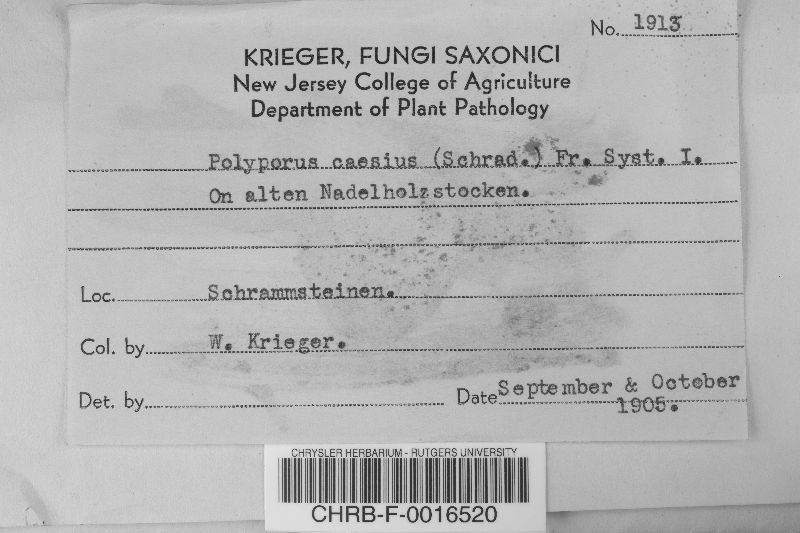 No. 1913
KRIEGER, FUNGI SAXONICI
New Jersey College of Agriculture
Department of Plant Pathology
Polyporus caesius (Schrad.) Fr. Syst. I.
On alten Nadelholzstocken.
Loc. Schrammsteinen.
Col. by W. Krieger.
Det. by
Date September & October
1905.
CHRYSLER HERBARIUM - RUTGERS UNIVERSITY
CHRB-F-0016520